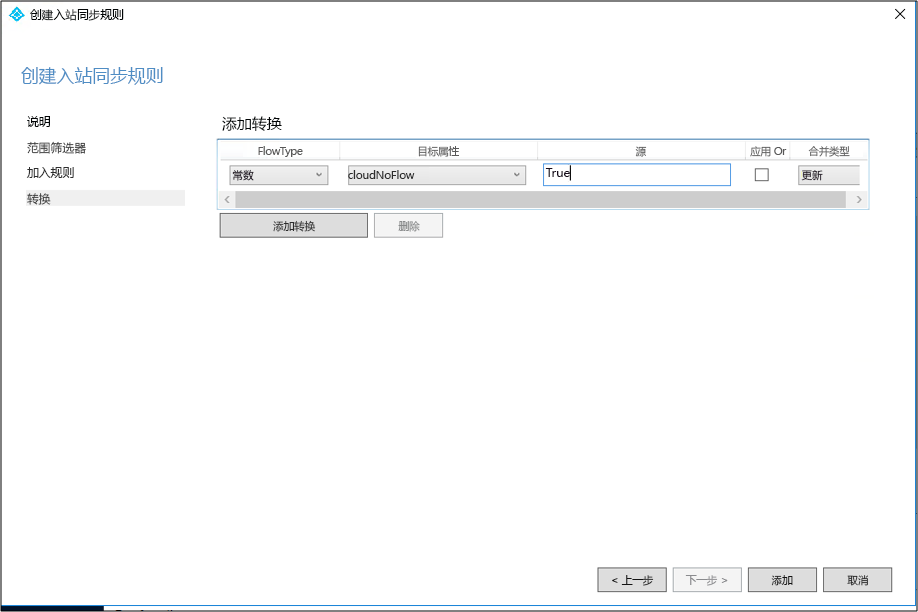 创建入站同步规则
创建入站同步规则
说明
范围筛选器
加入规则
转换
添加转换
FlowType 目标属性 源 应用 Or 合并类型
常数 cloudNoFlow True 更新
添加转换 删除
< 上一步 下一步 > 添加 取消